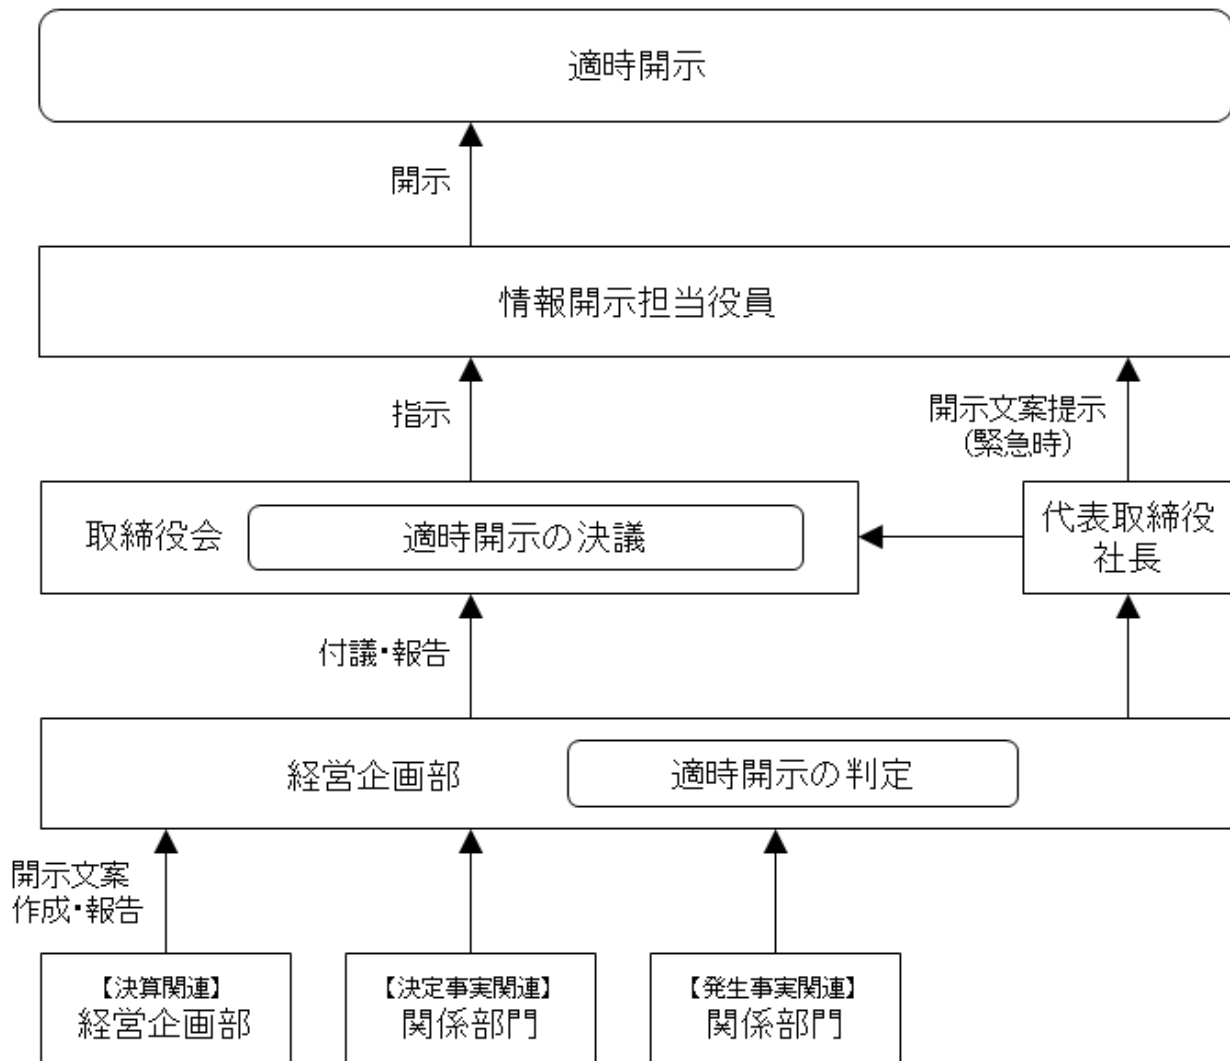 適時開示
開示
情報開示担当役員
指示
開示文案提示
(緊急時)
取締役会
適時開示の決議
代表取締役
社長
付議・報告
経営企画部
適時開示の判定
開示文案
作成・報告
【決算関連】
経営企画部
【決定事実関連】
関係部門
【発生事実関連】
関係部門